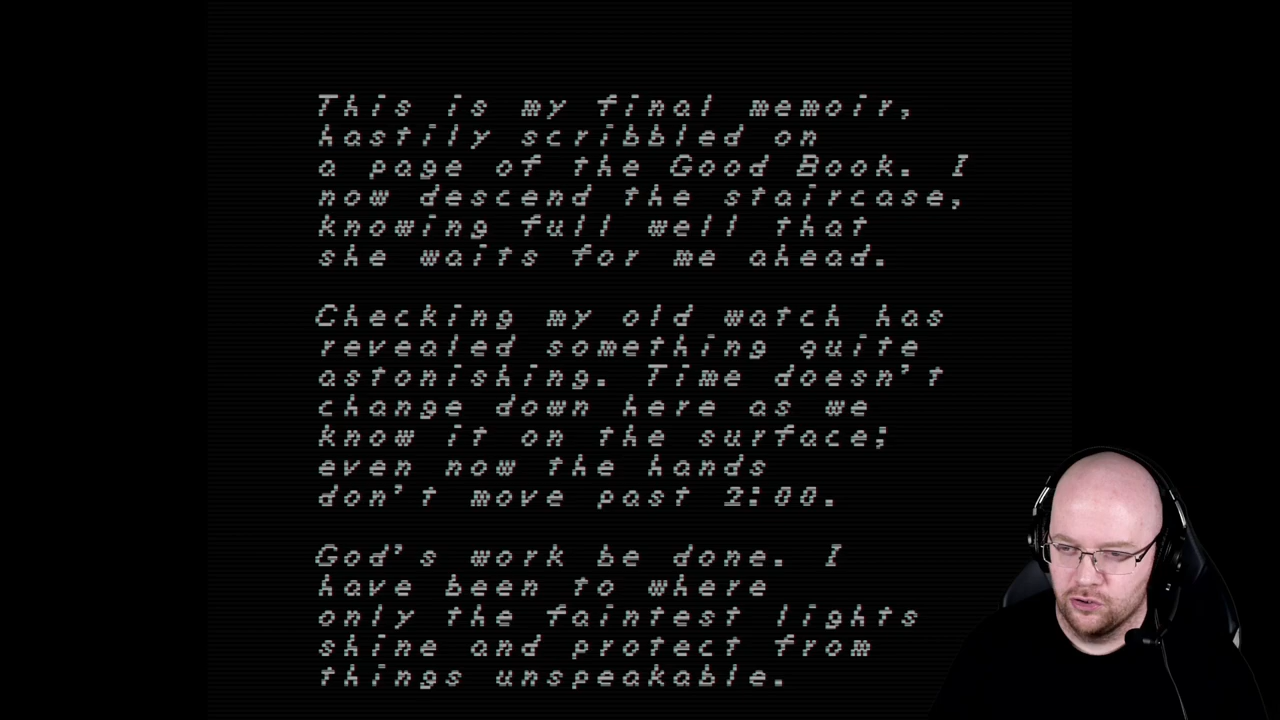 This is my final memoir,
hastily scribbled on
a page of the Good Book. I
now descend the staircase,
knowing full well that
she waits for me ahead.
Checking my old watch has
revealed something quite
astonishing. Time doesn't
change down here as we
know it on the surface;
even now the hands
don't move past 2:00.
God's work be done. I
have been to where
only the faintest lights
shine and protect from
things unspeakable.